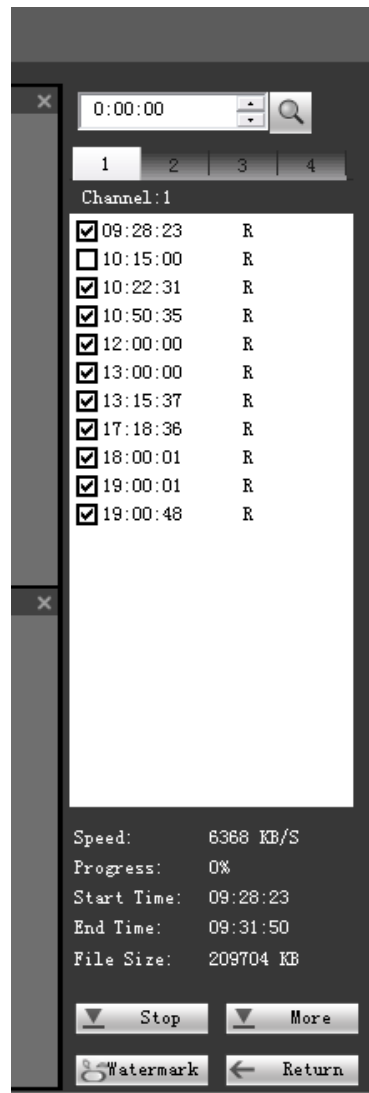 0:00:00
1 2 3 4
Channel:1
09:28:23 R
10:15:00 R
10:22:31 R
10:50:35 R
12:00:00 R
13:00:00 R
13:15:37 R
17:18:36 R
18:00:01 R
19:00:01 R
19:00:48 R
Speed: 6368 KB/S
Progress: 0%
Start Time: 09:28:23
End Time: 09:31:50
File Size: 209704 KB
Stop More
Watermark Return